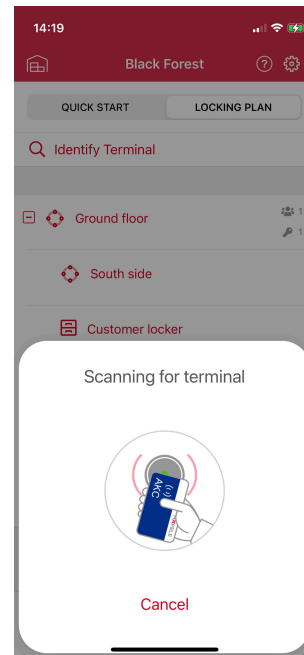 14:19
Black Forest
?
QUICK START
LOCKING PLAN
Identify Terminal
Ground floor
1
1
South side
Customer locker
Scanning for terminal
AKC
Cancel